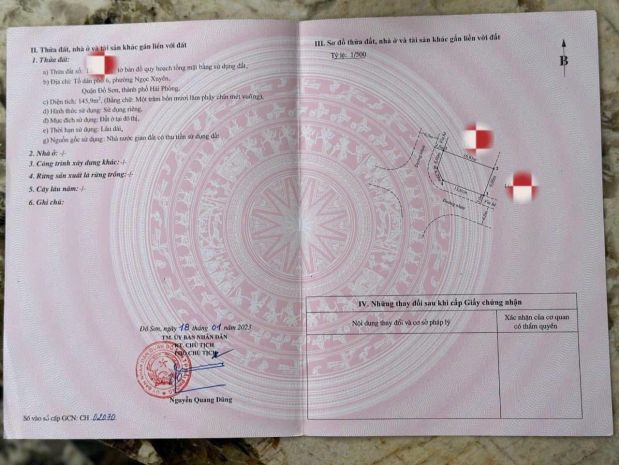 II. Thửa đất, nhà ở và tài sản khác gắn liền với đất
1. Thửa đất:
a) Thửa đất số: tờ bản đồ quy hoạch tổng mặt bằng sử dụng đất,
b) Địa chỉ: Tổ dân phố 6, phường Ngọc Xuyên,
Quận Đồ Sơn, thành phố Hải Phòng,
c) Diện tích: 145,9m², (Bằng chữ: Một trăm bốn mươi lăm phẩy chín mét vuông),
d) Hình thức sử dụng: Sử dụng riêng,
đ) Mục đích sử dụng: Đất ở tại đô thị,
e) Thời hạn sử dụng: Lâu dài,
g) Nguồn gốc sử dụng: Nhà nước giao đất có thu tiền sử dụng đất
2. Nhà ở: -/-
3. Công trình xây dựng khác: -/-
4. Rừng sản xuất là rừng trồng: -/-
5. Cây lâu năm: -/-
6. Ghi chú:
Đồ Sơn, ngày 18 tháng 01 năm 2023
TM. ỦY BAN NHÂN DÂN
KT. CHỦ TỊCH
PHÓ CHỦ TỊCH
Nguyễn Quang Dũng
Số vào sổ cấp GCN: CH 02070
III. Sơ đồ thửa đất, nhà ở và tài sản khác gắn liền với đất
Tỷ lệ: 1/500
B
Đường nhựa
Đường nhựa
IV. Những thay đổi sau khi cấp Giấy chứng nhận
Nội dung thay đổi và cơ sở pháp lý
Xác nhận của cơ quan
có thẩm quyền